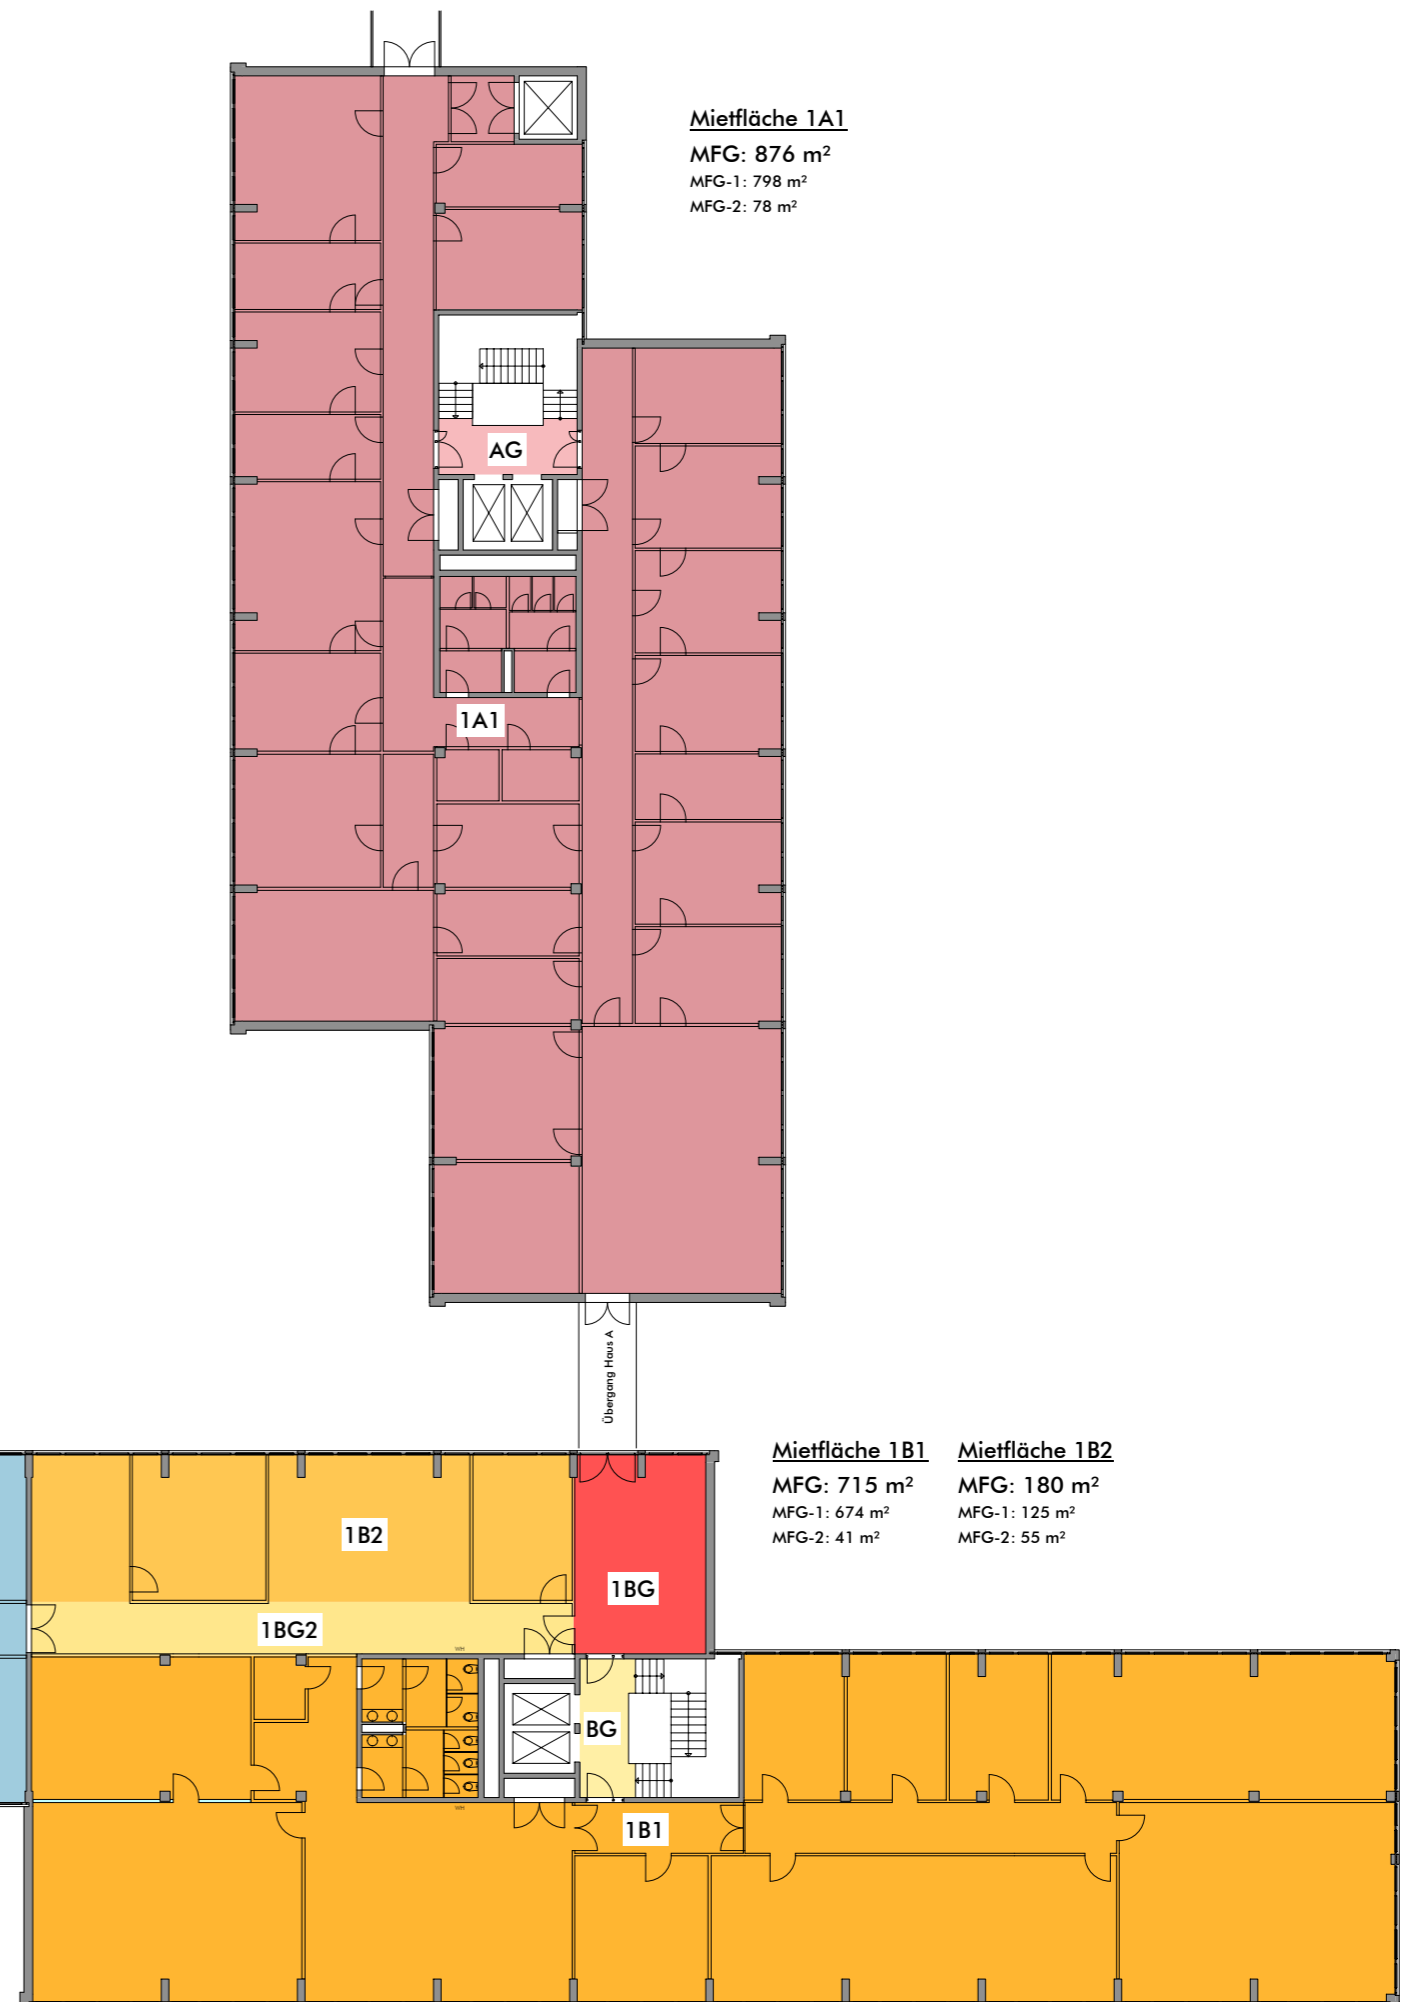 Mietfläche 1A1
MFG: 876 m²
MFG-1: 798 m²
MFG-2: 78 m²
AG
1A1
Übergang Haus A
Mietfläche 1B1
MFG: 715 m²
MFG-1: 674 m²
MFG-2: 41 m²
Mietfläche 1B2
MFG: 180 m²
MFG-1: 125 m²
MFG-2: 55 m²
1B2
1BG
1BG2
WH
BG
WH
1B1